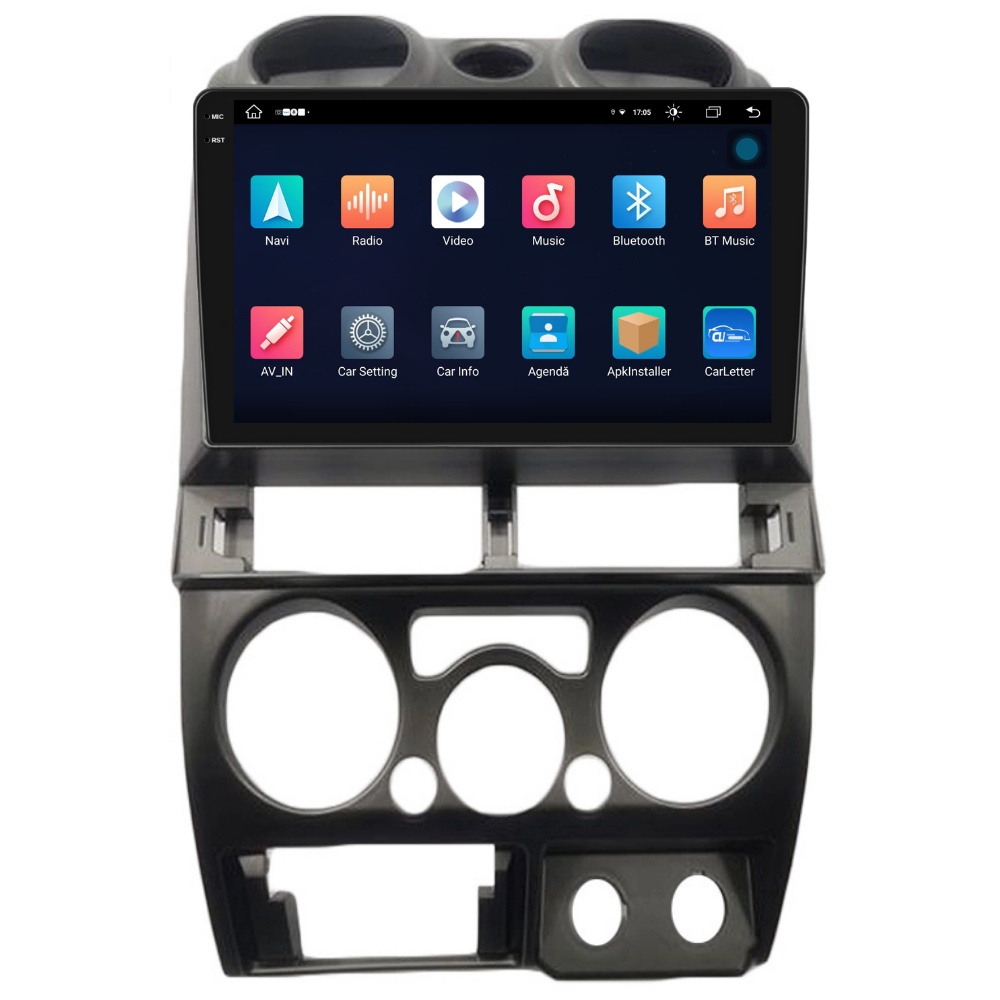 MIC
17:05
RST
Navi
Radio
Video
Music
Bluetooth
BT Music
AV_IN
Car Setting
Car Info
Agendă
ApkInstaller
CarLetter